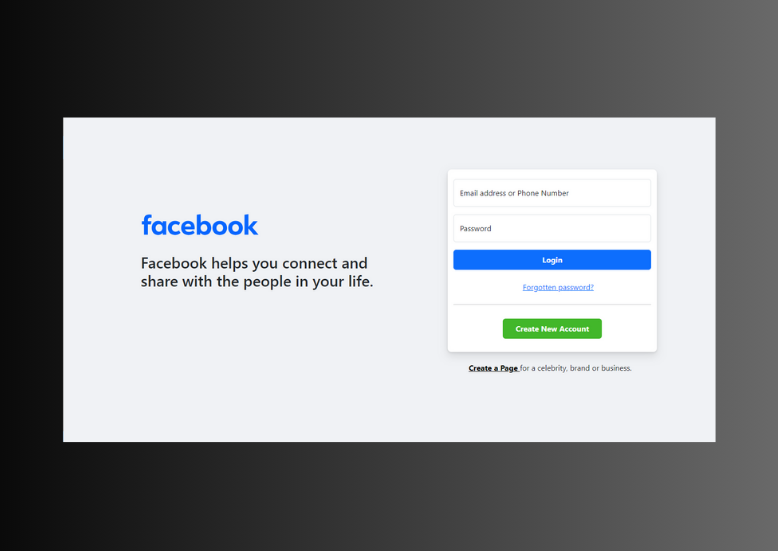 facebook
Facebook helps you connect and
share with the people in your life.
Email address or Phone Number
Password
Login
Forgotten password?
Create New Account
Create a Page for a celebrity, brand or business.